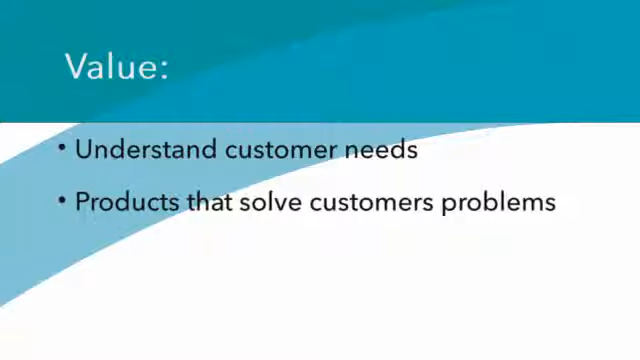 Value:
• Understand customer needs
• Products that solve customers problems